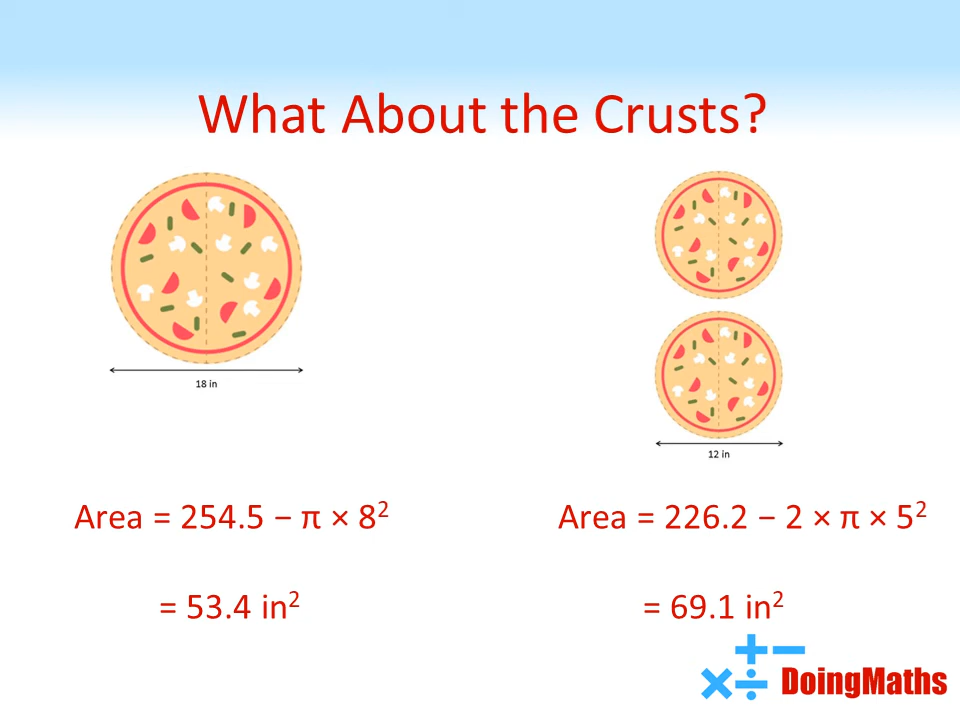 What About the Crusts?
18 in
12 in
Area = 254.5 − π × 8²
Area = 226.2 − 2 × π × 5²
= 53.4 in²
= 69.1 in²
DoingMaths